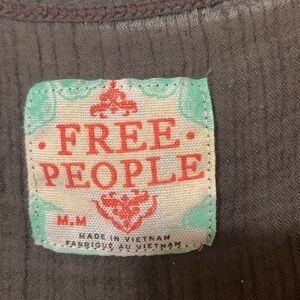 · FREE ·
PEOPLE
M.M
MADE IN VIETNAM
FABRIQUÉ AU VIETNAM